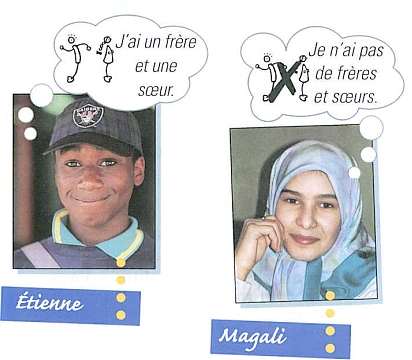 J'ai un frère
et une
sœur.
Étienne
Je n'ai pas
de frères
et sœurs.
Magali